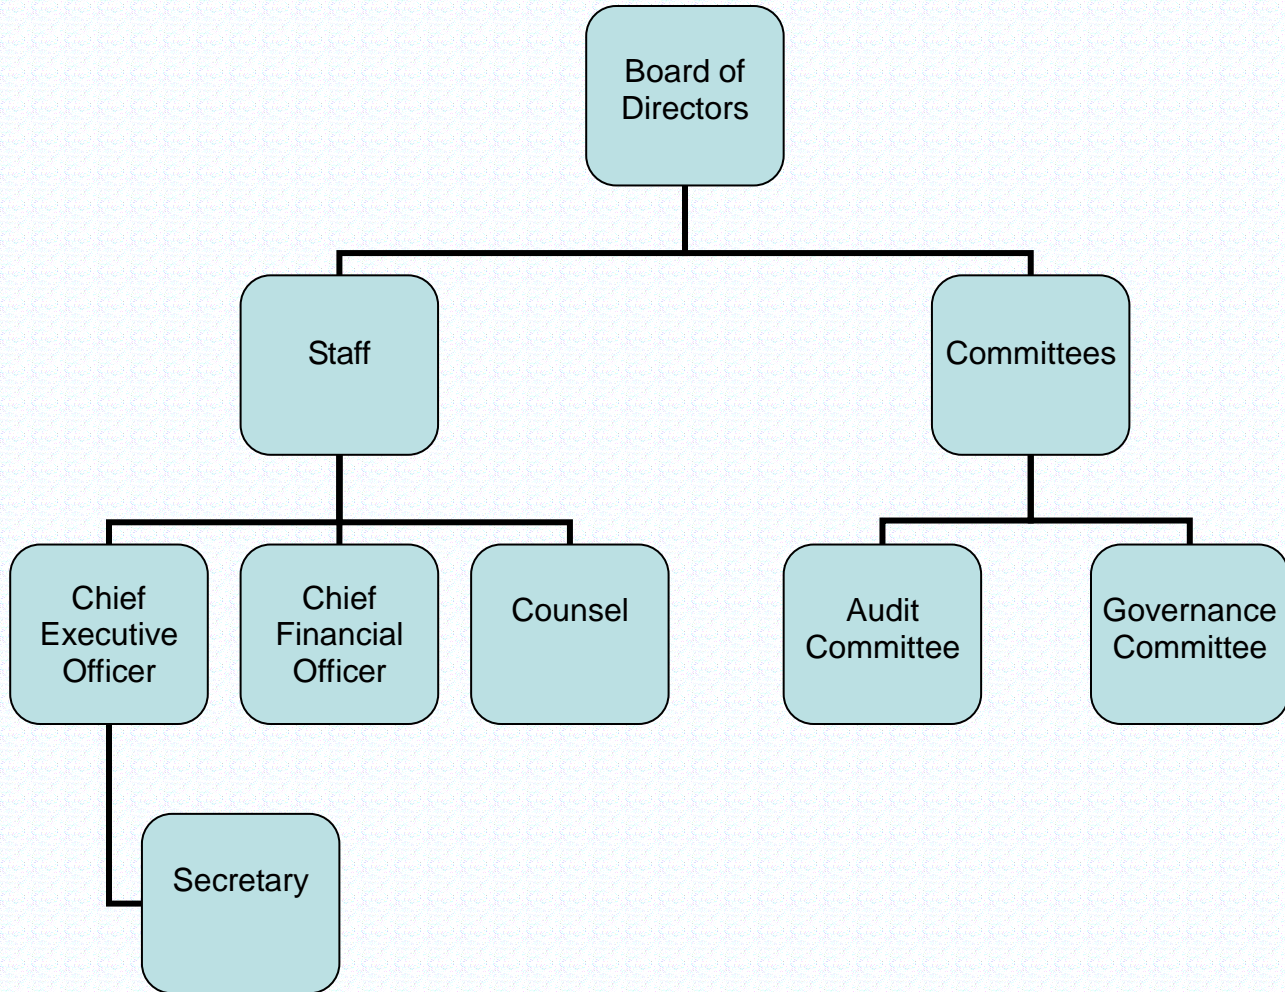 Board of
Directors
Staff
Committees
Chief
Executive
Officer
Chief
Financial
Officer
Counsel
Audit
Committee
Governance
Committee
Secretary